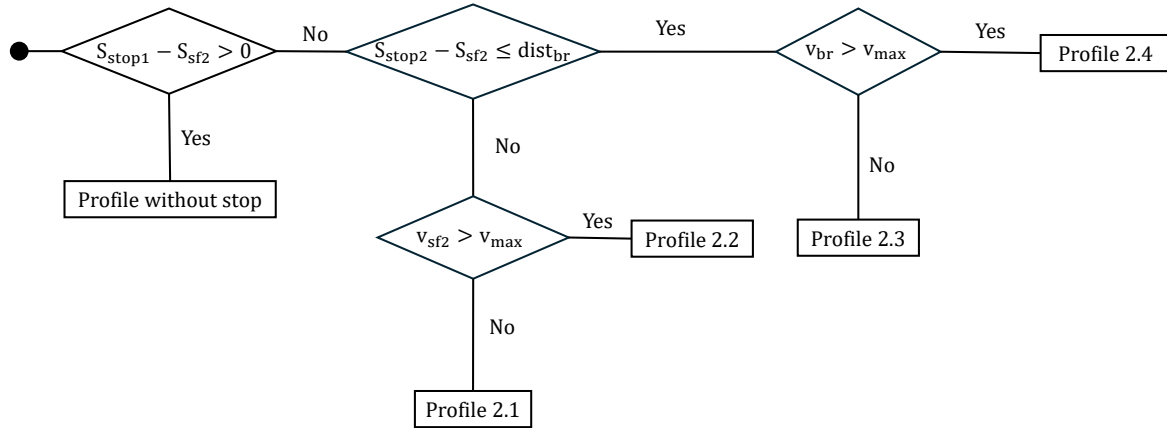 S_stop1 − S_sf2 > 0
No
S_stop2 − S_sf2 ≤ dist_br
Yes
v_br > v_max
Yes
Profile 2.4
Yes
No
No
Profile without stop
v_sf2 > v_max
Yes
Profile 2.2
Profile 2.3
No
Profile 2.1